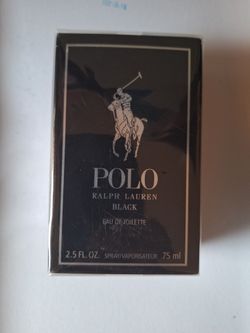 POLO
RALPH LAUREN
BLACK
EAU DE TOILETTE
2.5 FL. OZ. SPRAY/VAPORISATEUR 75 ml